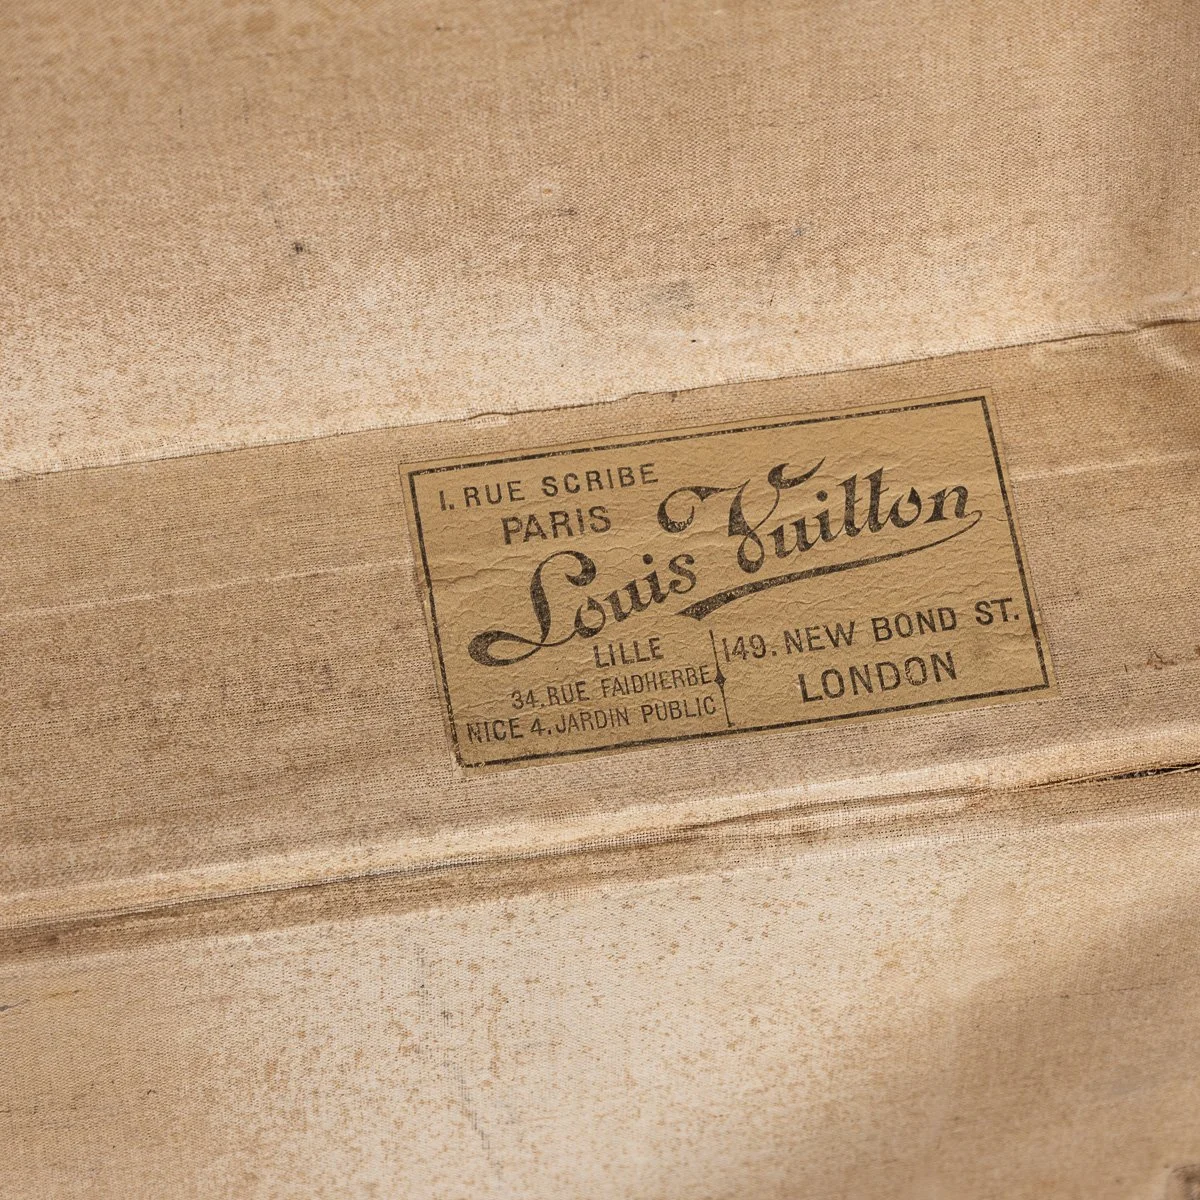 1. RUE SCRIBE
PARIS
Louis Vuitton
LILLE
34. RUE FAIDHERBE
NICE 4. JARDIN PUBLIC
149. NEW BOND ST.
LONDON